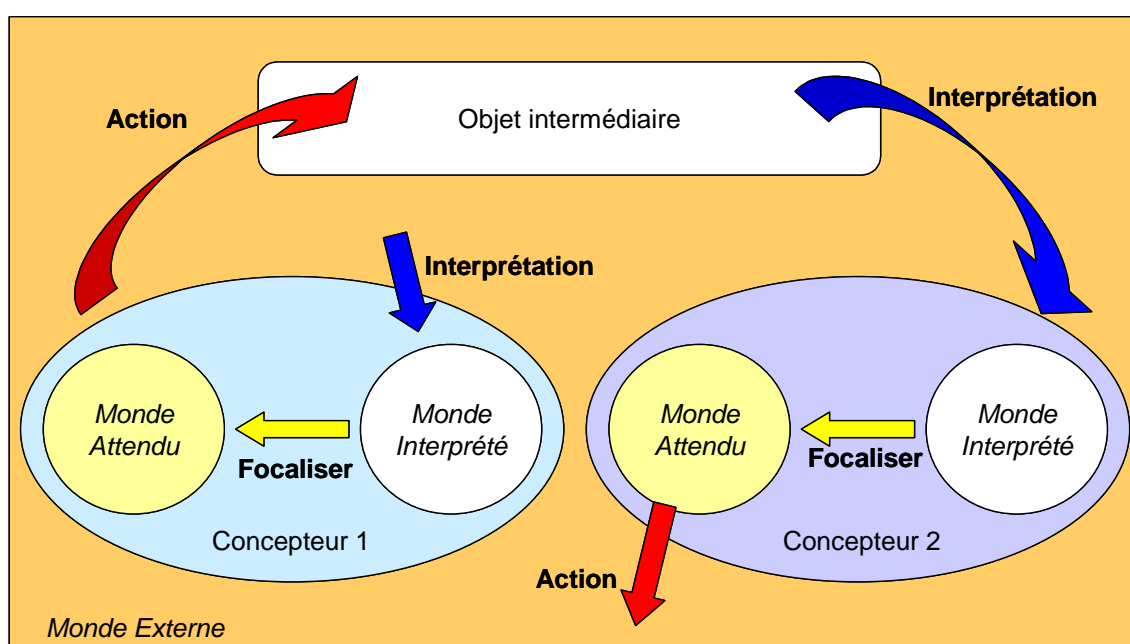 Action
Objet intermédiaire
Interprétation
Interprétation
Monde
Attendu
Focaliser
Monde
Interprété
Concepteur 1
Monde
Attendu
Focaliser
Monde
Interprété
Concepteur 2
Action
Monde Externe